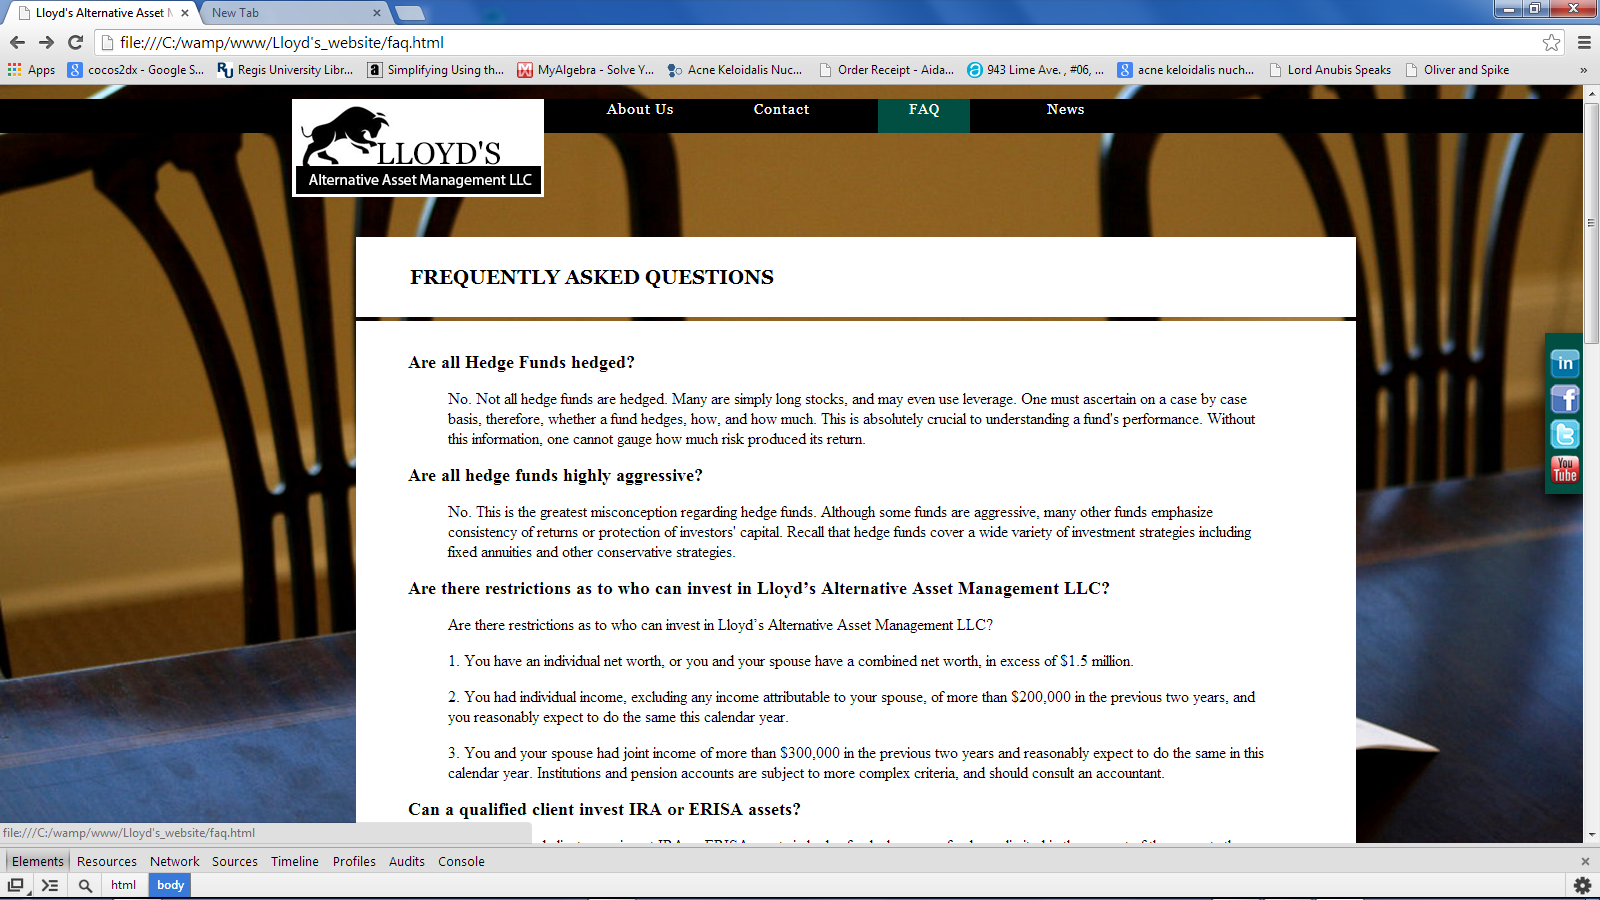 Lloyd's Alternative Asset M
New Tab
file:///C:/wamp/www/Lloyd's_website/faq.html
Apps
cocos2dx - Google S...
Regis University Libr...
Simplifying Using th...
MyAlgebra - Solve Y...
Acne Keloidalis Nuc...
Order Receipt - Aida...
943 Lime Ave. , #06, ...
acne keloidalis nuch...
Lord Anubis Speaks
Oliver and Spike
»
About Us
Contact
FAQ
News
LLOYD'S
Alternative Asset Management LLC
FREQUENTLY ASKED QUESTIONS
Are all Hedge Funds hedged?
No. Not all hedge funds are hedged. Many are simply long stocks, and may even use leverage. One must ascertain on a case by case
basis, therefore, whether a fund hedges, how, and how much. This is absolutely crucial to understanding a fund's performance. Without
this information, one cannot gauge how much risk produced its return.
Are all hedge funds highly aggressive?
No. This is the greatest misconception regarding hedge funds. Although some funds are aggressive, many other funds emphasize
consistency of returns or protection of investors' capital. Recall that hedge funds cover a wide variety of investment strategies including
fixed annuities and other conservative strategies.
Are there restrictions as to who can invest in Lloyd’s Alternative Asset Management LLC?
Are there restrictions as to who can invest in Lloyd’s Alternative Asset Management LLC?
1. You have an individual net worth, or you and your spouse have a combined net worth, in excess of $1.5 million.
2. You had individual income, excluding any income attributable to your spouse, of more than $200,000 in the previous two years, and
you reasonably expect to do the same this calendar year.
3. You and your spouse had joint income of more than $300,000 in the previous two years and reasonably expect to do the same in this
calendar year. Institutions and pension accounts are subject to more complex criteria, and should consult an accountant.
Can a qualified client invest IRA or ERISA assets?
in
f
t
You
Tube
file:///C:/wamp/www/Lloyd's_website/faq.html
Elements
Resources
Network
Sources
Timeline
Profiles
Audits
Console
html
body